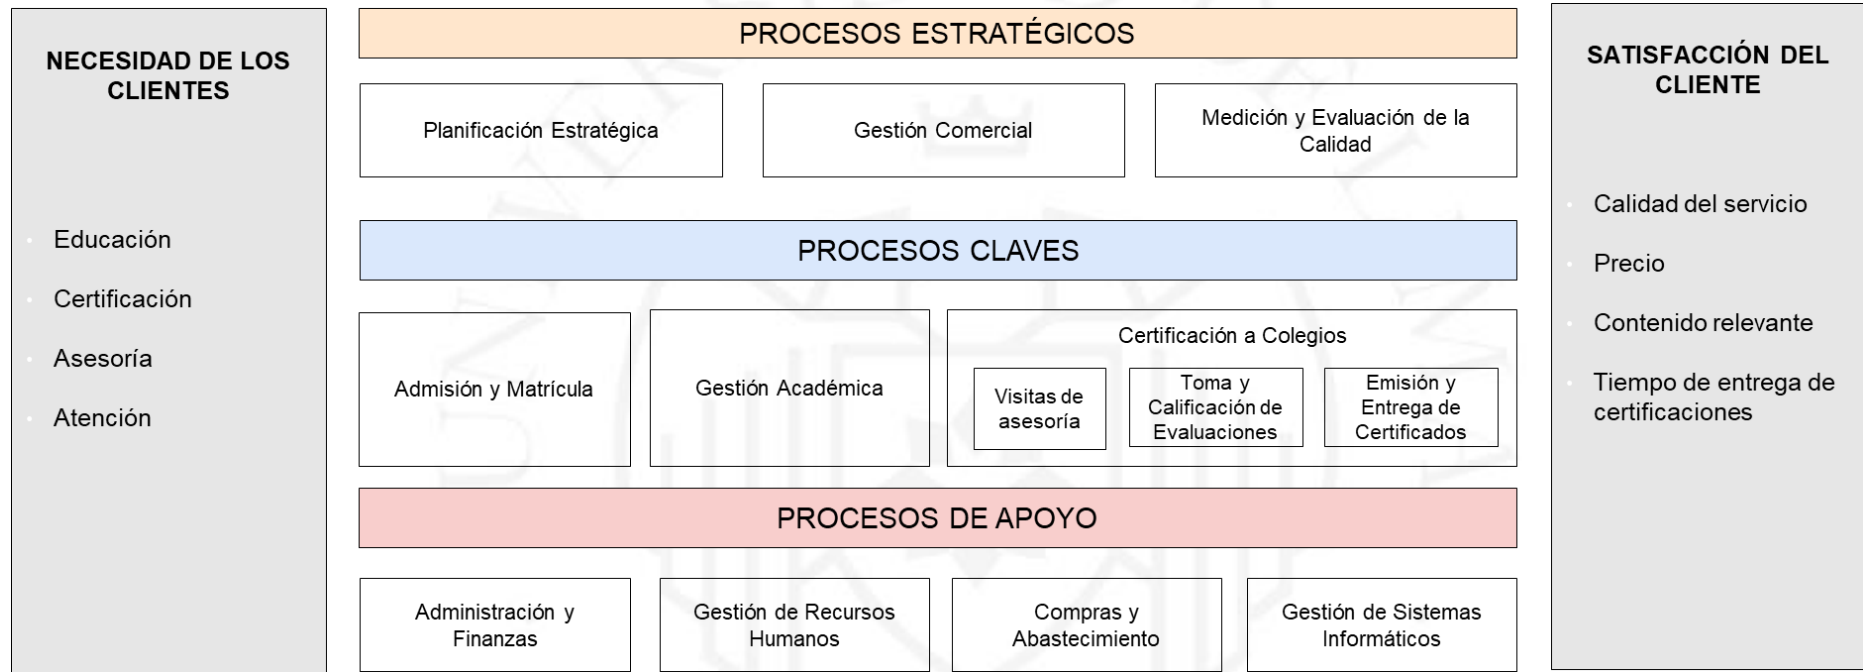 NECESIDAD DE LOS
CLIENTES
Educación
Certificación
Asesoría
Atención
PROCESOS ESTRATÉGICOS
Planificación Estratégica
Gestión Comercial
Medición y Evaluación de la
Calidad
PROCESOS CLAVES
Admisión y Matrícula
Gestión Académica
Certificación a Colegios
Visitas de
asesoría
Toma y
Calificación de
Evaluaciones
Emisión y
Entrega de
Certificados
PROCESOS DE APOYO
Administración y
Finanzas
Gestión de Recursos
Humanos
Compras y
Abastecimiento
Gestión de Sistemas
Informáticos
SATISFACCIÓN DEL
CLIENTE
Calidad del servicio
Precio
Contenido relevante
Tiempo de entrega de
certificaciones